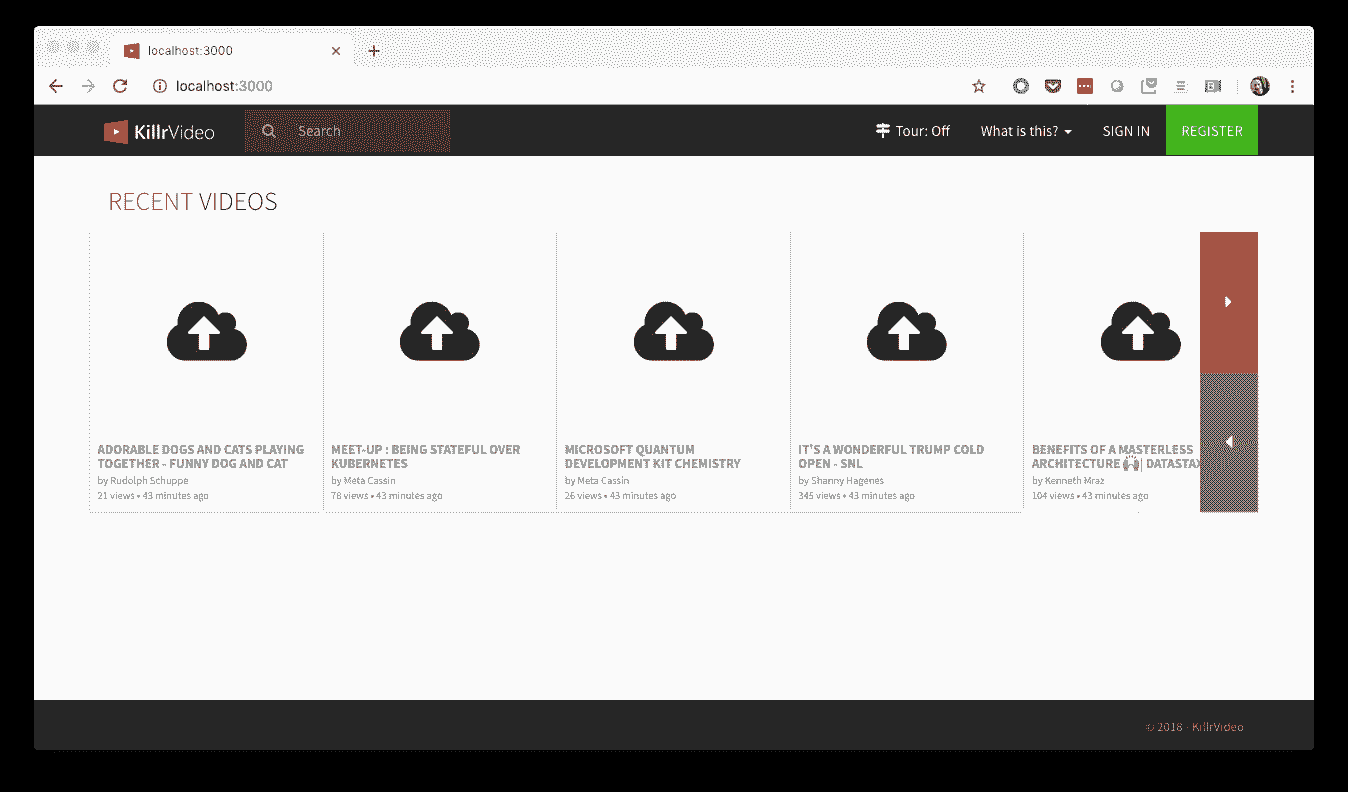 localhost:3000
localhost:3000
KillrVideo
Search
Tour: Off
What is this?
SIGN IN
REGISTER
RECENT VIDEOS
ADORABLE DOGS AND CATS PLAYING
TOGETHER - FUNNY DOG AND CAT
by Rudolph Schuppe
21 views • 43 minutes ago
MEET-UP : BEING STATEFUL OVER
KUBERNETES
by Meta Cassin
78 views • 43 minutes ago
MICROSOFT QUANTUM
DEVELOPMENT KIT CHEMISTRY
by Meta Cassin
26 views • 43 minutes ago
IT'S A WONDERFUL TRUMP COLD
OPEN - SNL
by Shanny Hagenes
345 views • 43 minutes ago
BENEFITS OF A MASTERLESS
ARCHITECTURE 🙌 | DATASTAX
by Kenneth Mraz
104 views • 43 minutes ago
© 2018 · KillrVideo